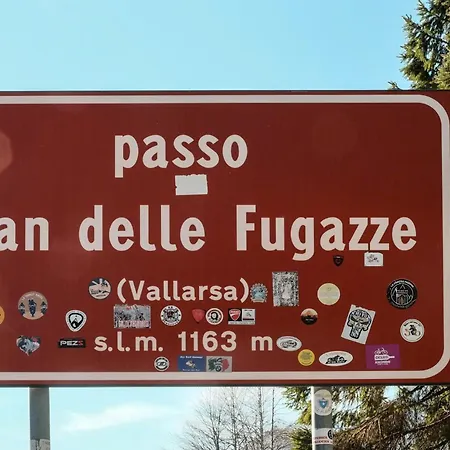 passo
an delle Fugazze
(Vallarsa)
s.l.m. 1163 m